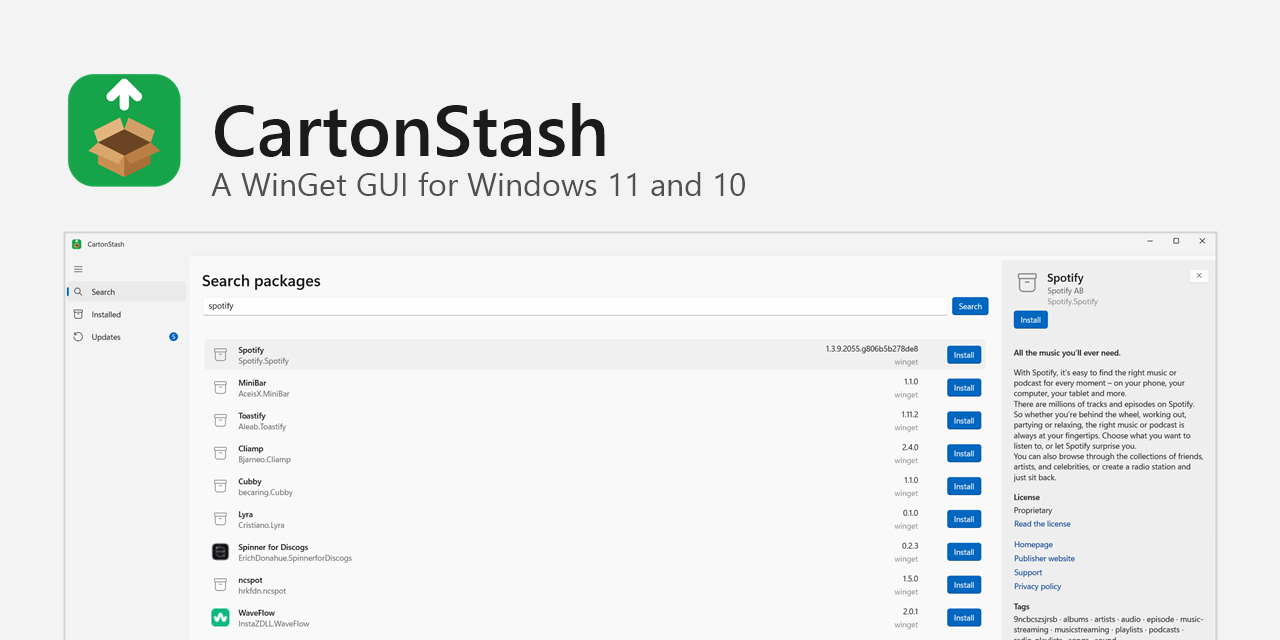 CartonStash
A WinGet GUI for Windows 11 and 10
CartonStash
Search
Installed
Updates
5
Search packages
spotify
Search
Spotify
Spotify.Spotify
1.3.9.2055.g806b5b278de8
winget
Install
MiniBar
AceisX.MiniBar
1.1.0
winget
Install
Toastify
Aleab.Toastify
1.11.2
winget
Install
Cliamp
Bjarneo.Cliamp
2.4.0
winget
Install
Cubby
becaring.Cubby
1.1.0
winget
Install
Lyra
Cristiano.Lyra
0.1.0
winget
Install
Spinner for Discogs
ErichDonahue.SpinnerforDiscogs
0.2.3
winget
Install
ncspot
hrkfdn.ncspot
1.5.0
winget
Install
WaveFlow
InstaZDLL.WaveFlow
2.0.1
winget
Install
Spotify
Spotify AB
Spotify.Spotify
Install
All the music you'll ever need.
With Spotify, it's easy to find the right music or
podcast for every moment – on your phone, your
computer, your tablet and more.
There are millions of tracks and episodes on Spotify.
So whether you're behind the wheel, working out,
partying or relaxing, the right music or podcast is
always at your fingertips. Choose what you want to
listen to, or let Spotify surprise you.
You can also browse through the collections of friends,
artists, and celebrities, or create a radio station and
just sit back.
License
Proprietary
Read the license
Homepage
Publisher website
Support
Privacy policy
Tags
9ncbcszsjrsb · albums · artists · audio · episode · music-
streaming · musicstreaming · playlists · podcasts ·
radio-playlists · songs · sound